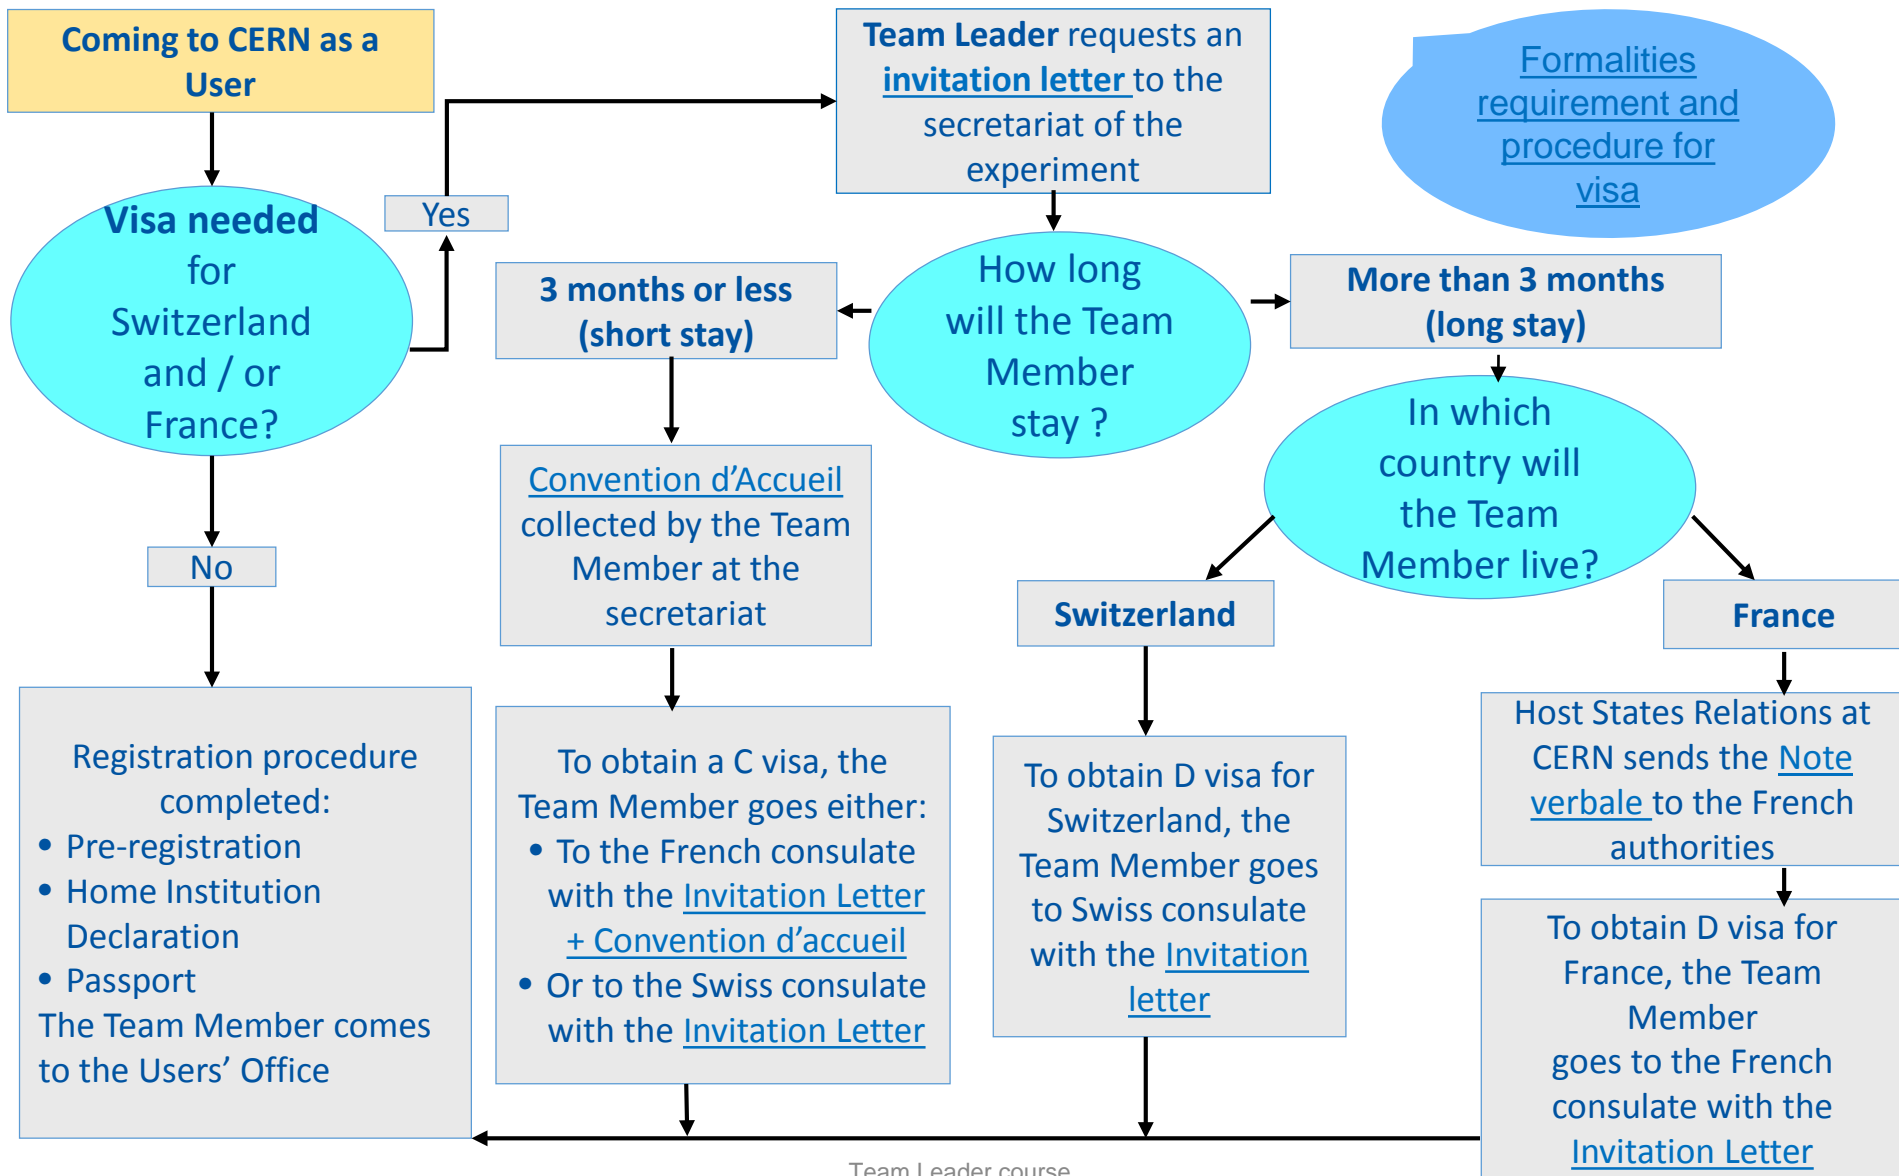 Coming to CERN as a
User
Visa needed
for
Switzerland
and / or
France?
Yes
No
Registration procedure
completed:
• Pre-registration
• Home Institution
Declaration
• Passport
The Team Member comes
to the Users’ Office
Team Leader requests an
invitation letter to the
secretariat of the
experiment
How long
will the Team
Member
stay ?
3 months or less
(short stay)
Convention d’Accueil
collected by the Team
Member at the
secretariat
To obtain a C visa, the
Team Member goes either:
• To the French consulate
with the Invitation Letter
+ Convention d’accueil
• Or to the Swiss consulate
with the Invitation Letter
More than 3 months
(long stay)
In which
country will
the Team
Member live?
Switzerland
To obtain D visa for
Switzerland, the
Team Member goes
to Swiss consulate
with the Invitation
letter
France
Host States Relations at
CERN sends the Note
verbale to the French
authorities
To obtain D visa for
France, the Team
Member
goes to the French
consulate with the
Invitation Letter
Formalities
requirement and
procedure for
visa
Team Leader course